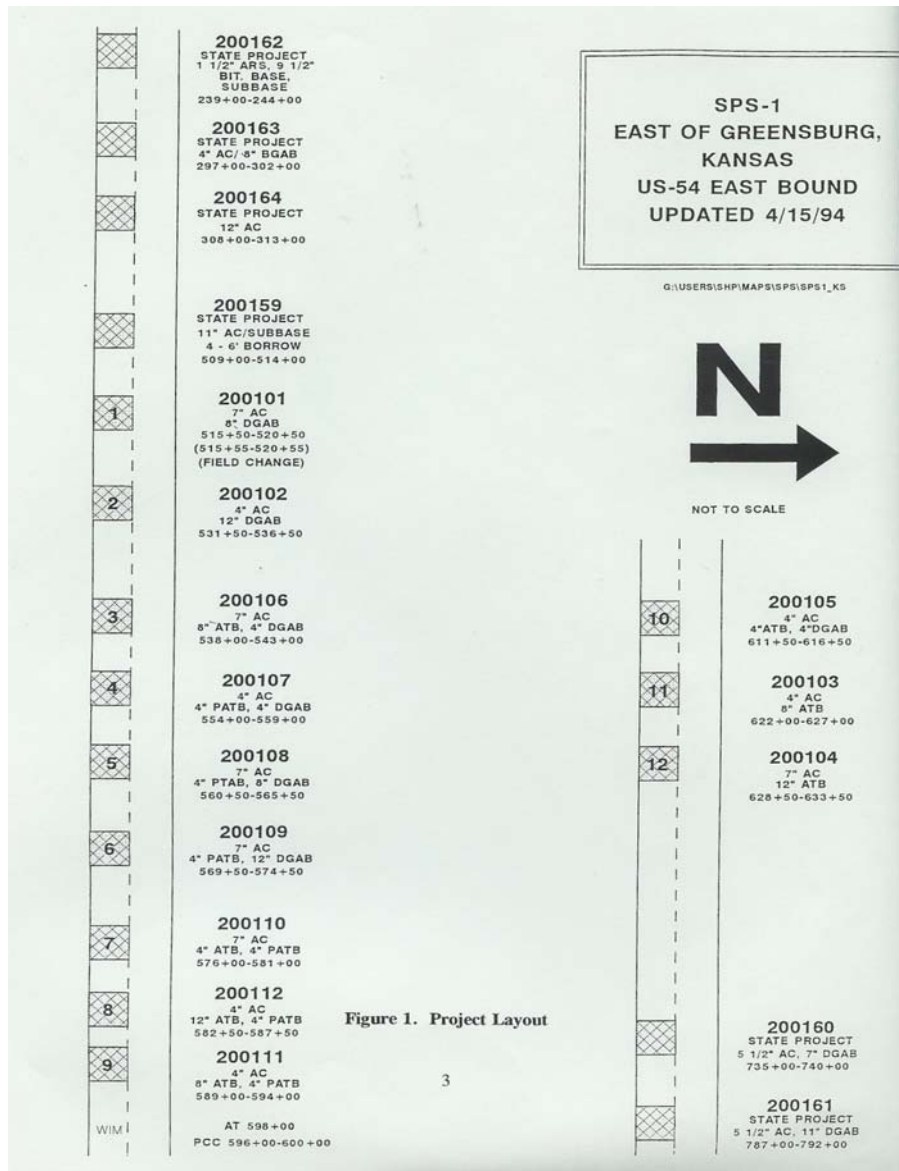 200162
STATE PROJECT
1 1/2" ARS, 9 1/2"
BIT. BASE,
SUBBASE
239+00-244+00
200163
STATE PROJECT
4" AC/ 8" BGAB
297+00-302+00
200164
STATE PROJECT
12" AC
308+00-313+00
200159
STATE PROJECT
11" AC/SUBBASE
4 - 6' BORROW
509+00-514+00
1
200101
7" AC
8" DGAB
515+50-520+50
(515+55-520+55)
(FIELD CHANGE)
2
200102
4" AC
12" DGAB
531+50-536+50
3
200106
7" AC
8" ATB, 4" DGAB
538+00-543+00
4
200107
4" AC
4" PATB, 4" DGAB
554+00-559+00
5
200108
7" AC
4" PTAB, 8" DGAB
560+50-565+50
6
200109
7" AC
4" PATB, 12" DGAB
569+50-574+50
7
200110
7" AC
4" ATB, 4" PATB
576+00-581+00
8
200112
4" AC
12" ATB, 4" PATB
582+50-587+50
9
200111
4" AC
8" ATB, 4" PATB
589+00-594+00
WIM
AT 598+00
PCC 596+00-600+00
SPS-1
EAST OF GREENSBURG,
KANSAS
US-54 EAST BOUND
UPDATED 4/15/94
G:\USERS\SHP\MAPS\SPS\SPS1_KS
N
NOT TO SCALE
10
200105
4" AC
4"ATB, 4"DGAB
611+50-616+50
11
200103
4" AC
8" ATB
622+00-627+00
12
200104
7" AC
12" ATB
628+50-633+50
200160
STATE PROJECT
5 1/2" AC, 7" DGAB
735+00-740+00
200161
STATE PROJECT
5 1/2" AC, 11" DGAB
787+00-792+00
Figure 1. Project Layout
3